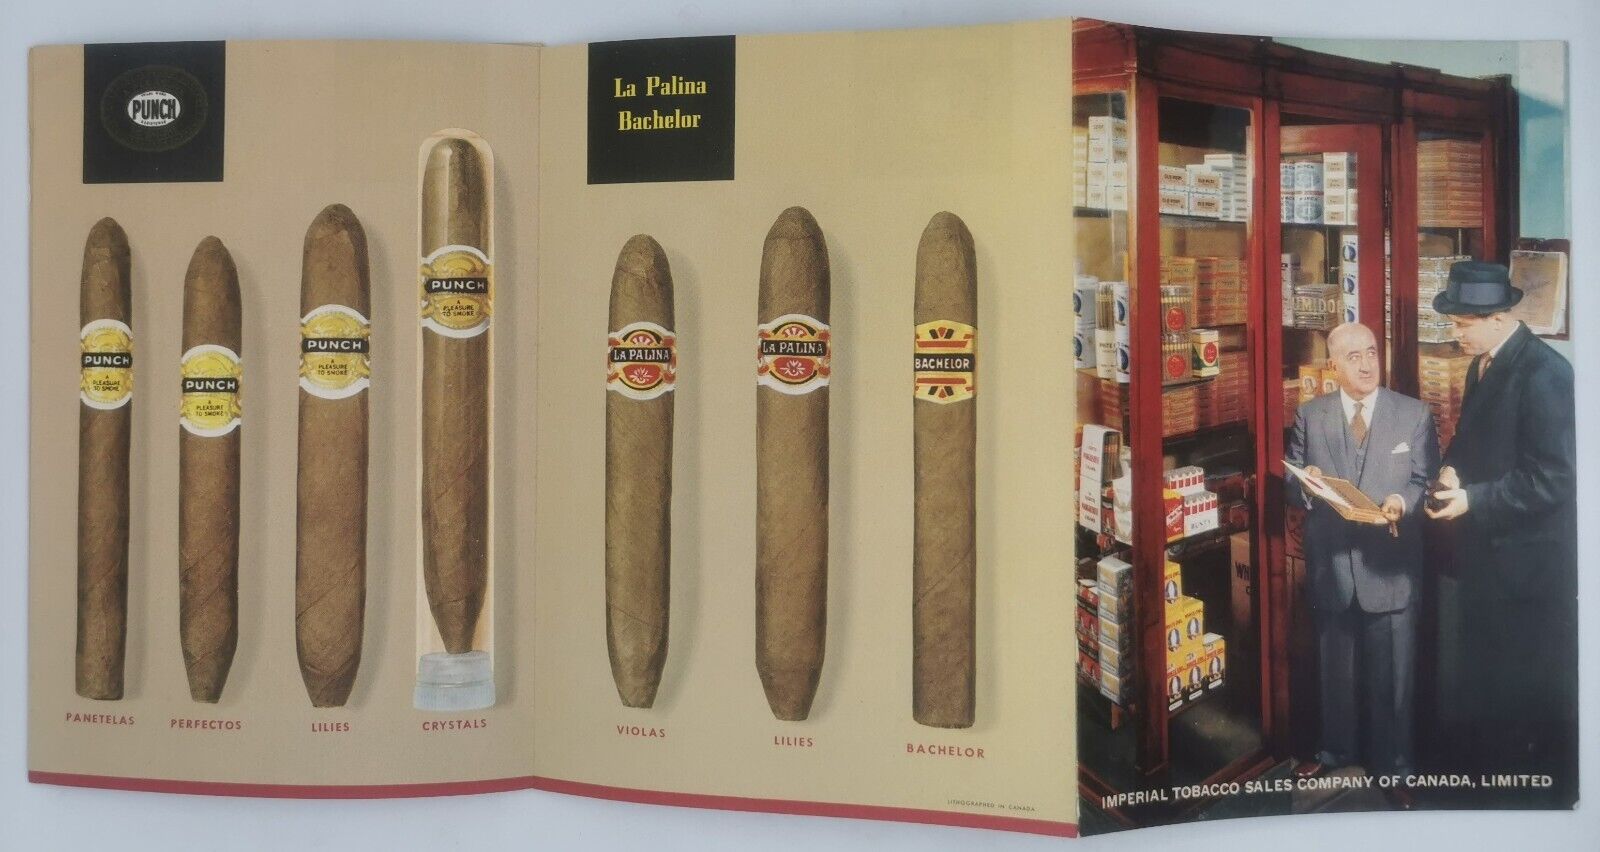 PUNCH
La Palina
Bachelor
PUNCH
A
PLEASURE
TO SMOKE
PUNCH
A
PLEASURE
TO SMOKE
PUNCH
A
PLEASURE
TO SMOKE
PUNCH
A
PLEASURE
TO SMOKE
LA PALINA
LA PALINA
BACHELOR
PANETELAS
PERFECTOS
LILIES
CRYSTALS
VIOLAS
LILIES
BACHELOR
LITHOGRAPHED IN CANADA
PUNCH
IMPERIAL TOBACCO SALES COMPANY OF CANADA, LIMITED